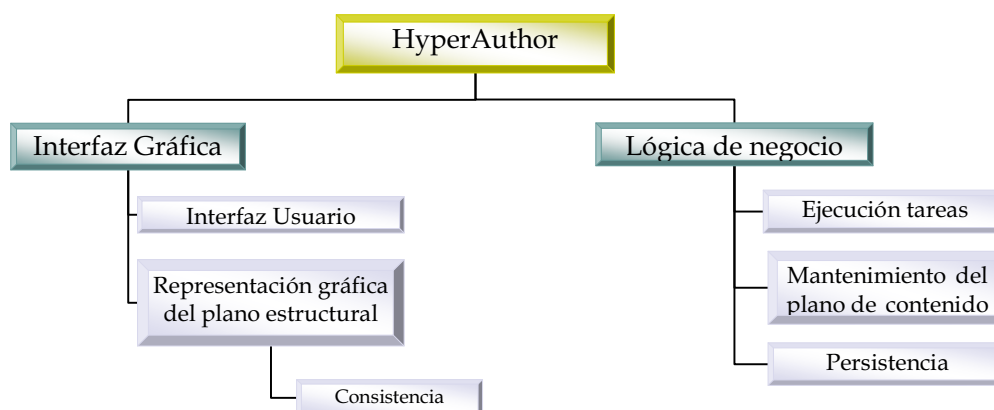 HyperAuthor
Interfaz Gráfica
Lógica de negocio
Interfaz Usuario
Ejecución tareas
Representación gráfica
del plano estructural
Mantenimiento del
plano de contenido
Persistencia
Consistencia